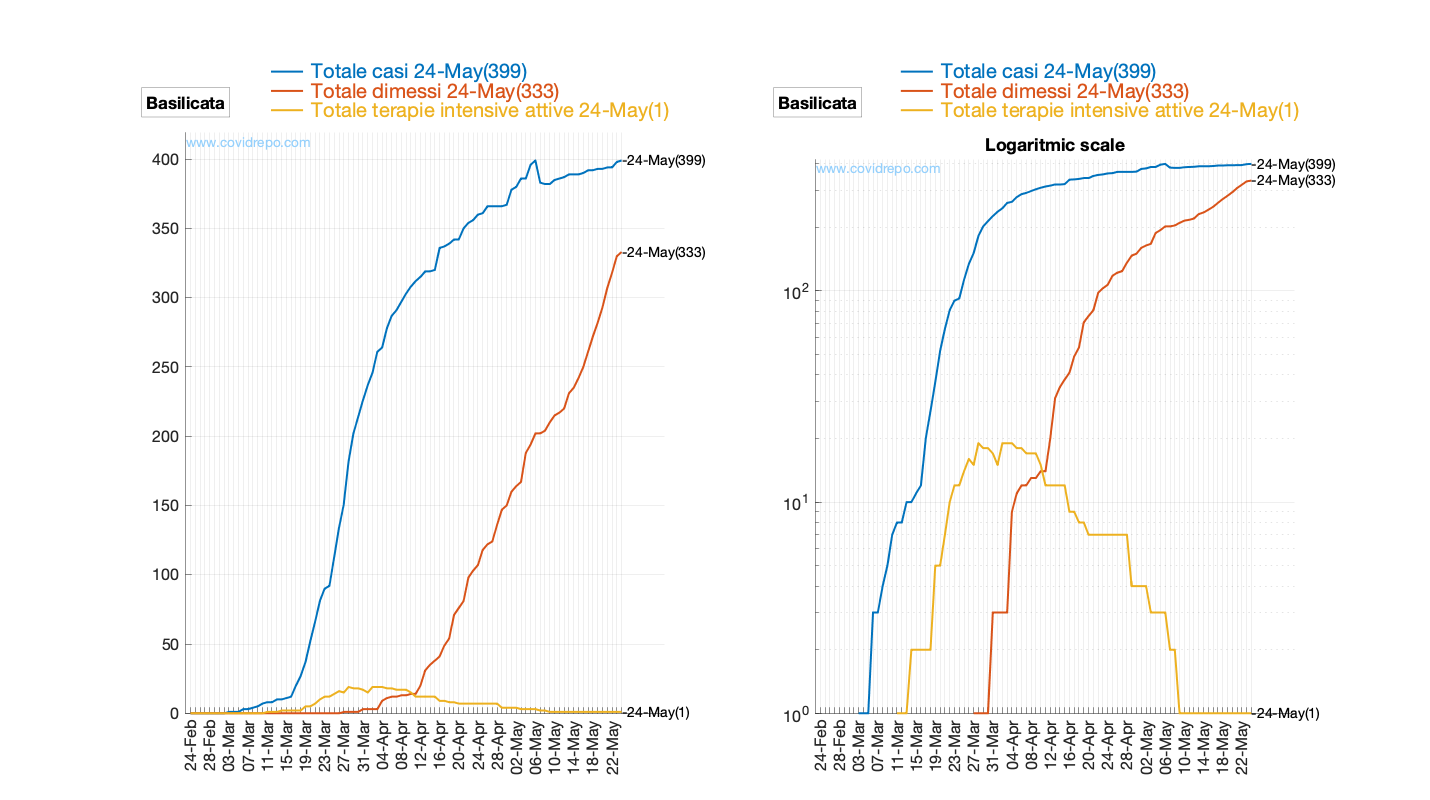 Totale casi 24-May(399)
Totale dimessi 24-May(333)
Totale terapie intensive attive 24-May(1)
Basilicata
www.covidrepo.com
400
350
300
250
200
150
100
50
0
24-May(399)
24-May(333)
24-May(1)
24-Feb
28-Feb
03-Mar
07-Mar
11-Mar
15-Mar
19-Mar
23-Mar
27-Mar
31-Mar
04-Apr
08-Apr
12-Apr
16-Apr
20-Apr
24-Apr
28-Apr
02-May
06-May
10-May
14-May
18-May
22-May
Totale casi 24-May(399)
Totale dimessi 24-May(333)
Totale terapie intensive attive 24-May(1)
Basilicata
Logaritmic scale
www.covidrepo.com
10²
10¹
10⁰
24-May(399)
24-May(333)
24-May(1)
24-Feb
28-Feb
03-Mar
07-Mar
11-Mar
15-Mar
19-Mar
23-Mar
27-Mar
31-Mar
04-Apr
08-Apr
12-Apr
16-Apr
20-Apr
24-Apr
28-Apr
02-May
06-May
10-May
14-May
18-May
22-May